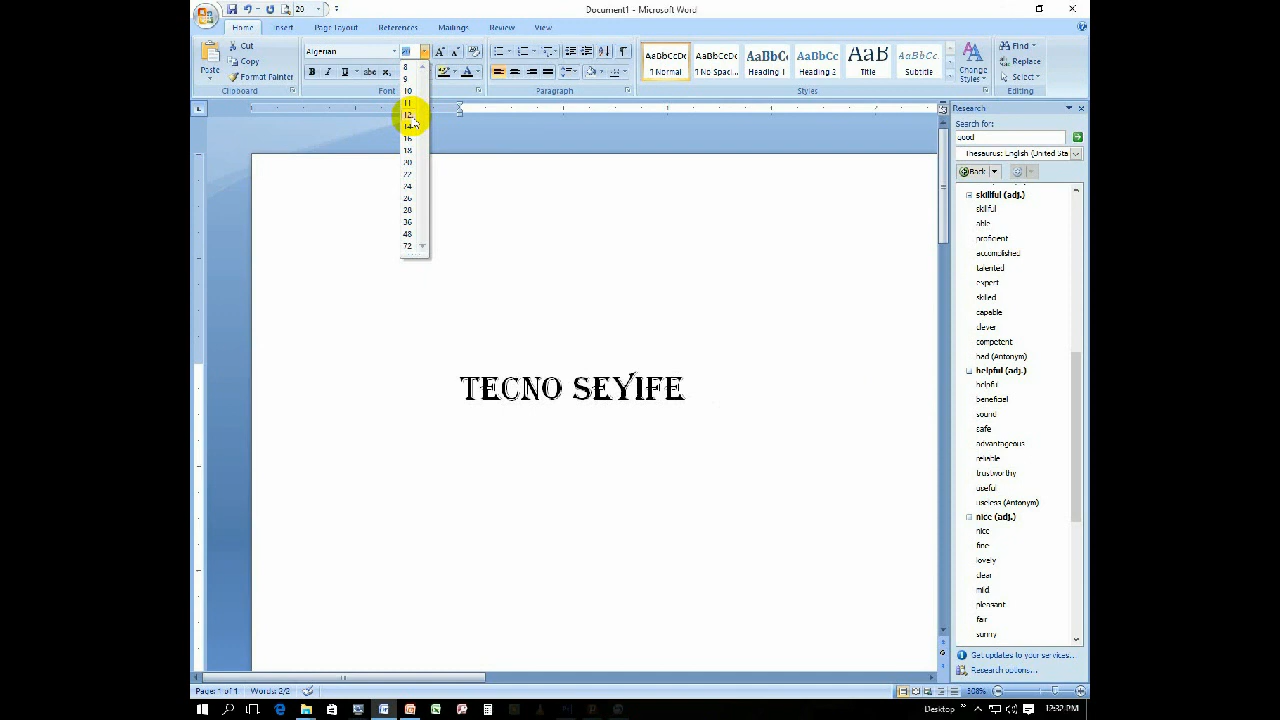 20
Document1 - Microsoft Word
Home Insert Page Layout References Mailings Review View
Paste
Cut
Copy
Format Painter
Clipboard
Algerian
B I U abc x
Font
8
9
10
11
12
14
16
18
20
22
24
26
28
36
48
72
Paragraph
AaBbCcDc AaBbCcDc AaBbC AaBbCc AaB AaBbCc
¶ Normal ¶ No Spaci... Heading 1 Heading 2 Title Subtitle
Change Styles
Styles
Find
Replace
Select
Editing
TECNO SEYIFE
Research
Search for:
good
Thesaurus: English (United Sta
Back
skillful (adj.)
skillful
able
proficient
accomplished
talented
expert
skilled
capable
clever
competent
bad (Antonym)
helpful (adj.)
helpful
beneficial
sound
safe
advantageous
reliable
trustworthy
useful
useless (Antonym)
nice (adj.)
nice
fine
lovely
clear
mild
pleasant
fair
sunny
Get updates to your services...
Research options...
Page: 1 of 1 Words: 2/2
308%
Desktop
12:32 PM